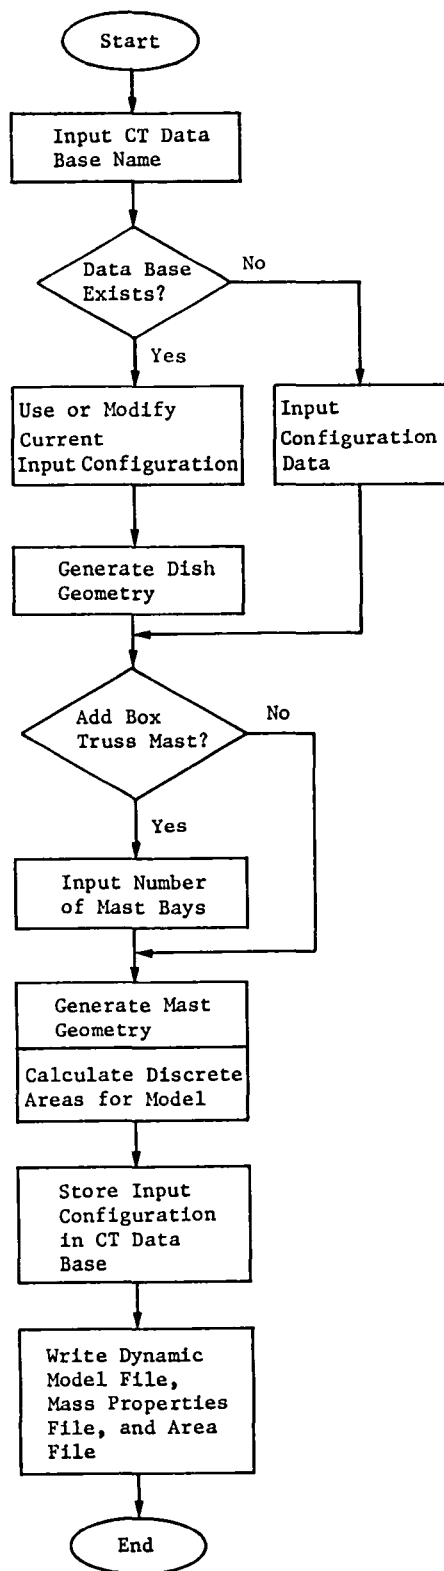 Start
Input CT Data
Base Name
Data Base
Exists?
No
Yes
Use or Modify
Current
Input Configuration
Input
Configuration
Data
Generate Dish
Geometry
Add Box
Truss Mast?
No
Yes
Input Number
of Mast Bays
Generate Mast
Geometry
Calculate Discrete
Areas for Model
Store Input
Configuration
in CT Data
Base
Write Dynamic
Model File,
Mass Properties
File, and Area
File
End